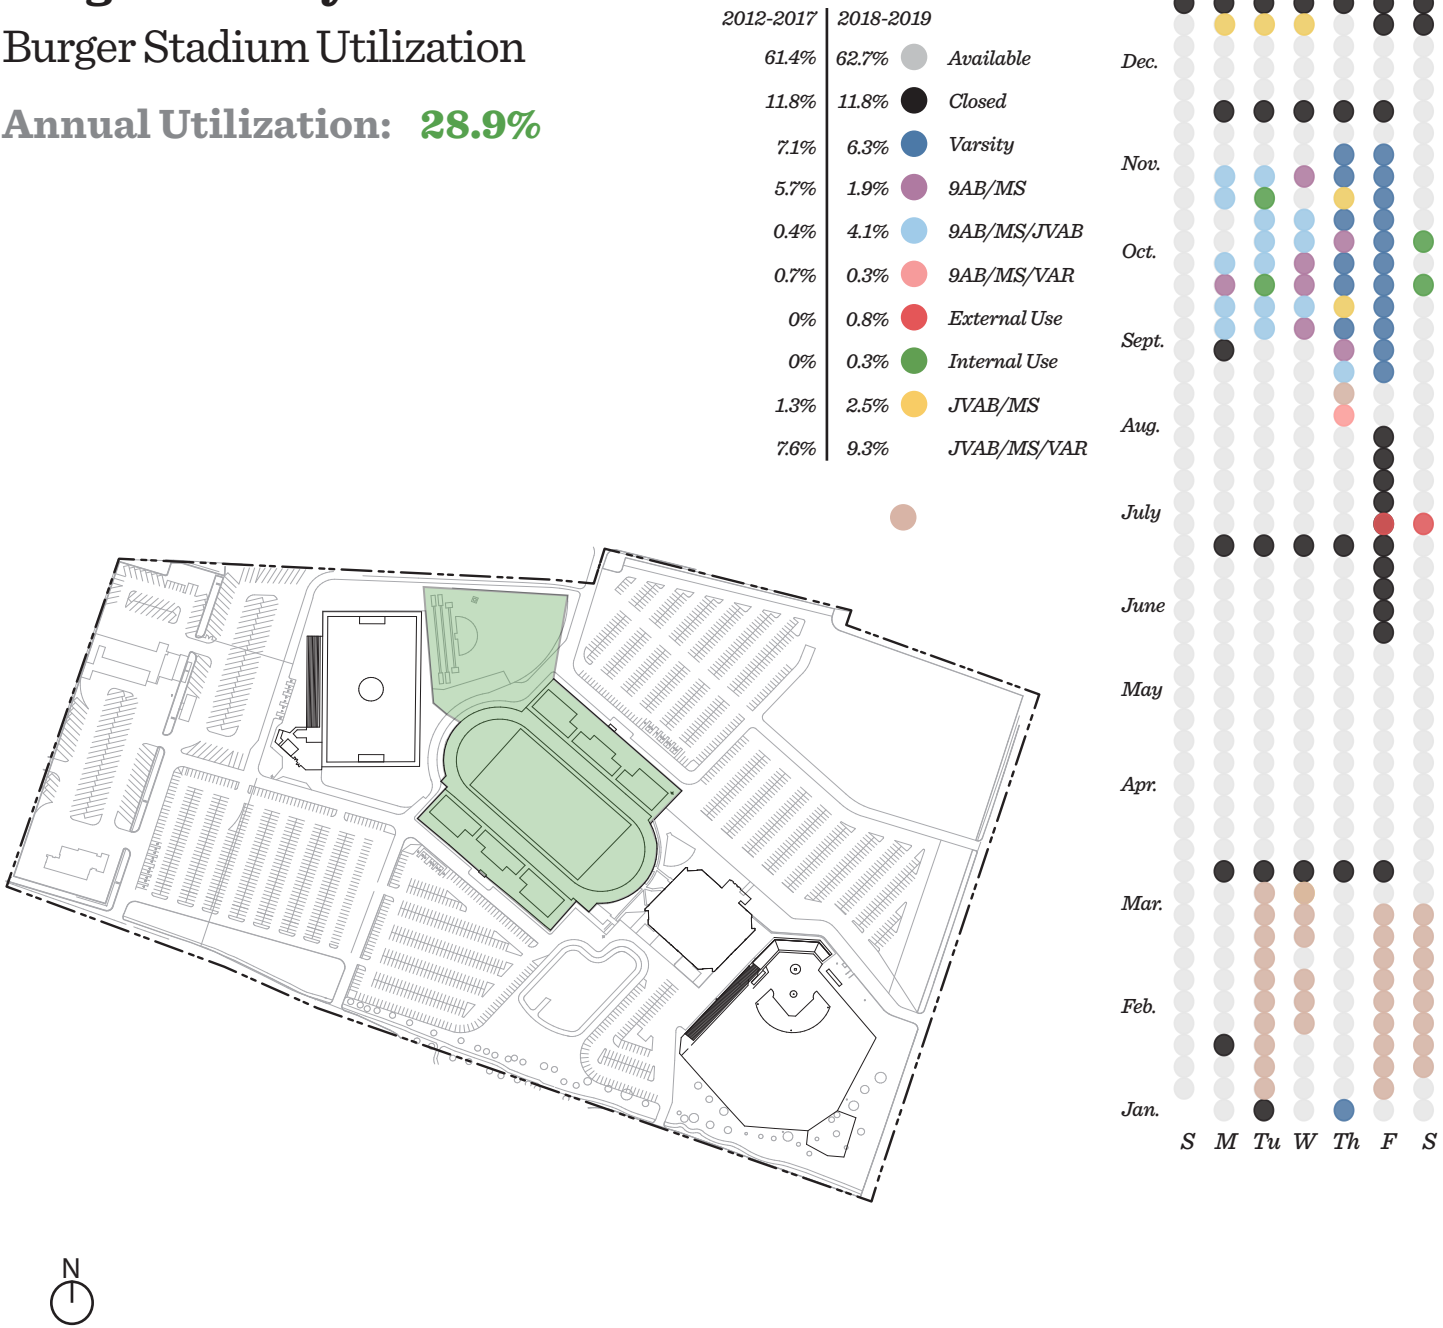 Burger Stadium Utilization
Annual Utilization: 28.9%
2012-2017 2018-2019
61.4% 62.7% Available
11.8% 11.8% Closed
7.1% 6.3% Varsity
5.7% 1.9% 9AB/MS
0.4% 4.1% 9AB/MS/JVAB
0.7% 0.3% 9AB/MS/VAR
0% 0.8% External Use
0% 0.3% Internal Use
1.3% 2.5% JVAB/MS
7.6% 9.3% JVAB/MS/VAR
Dec.
Nov.
Oct.
Sept.
Aug.
July
June
May
Apr.
Mar.
Feb.
Jan.
S M Tu W Th F S
N